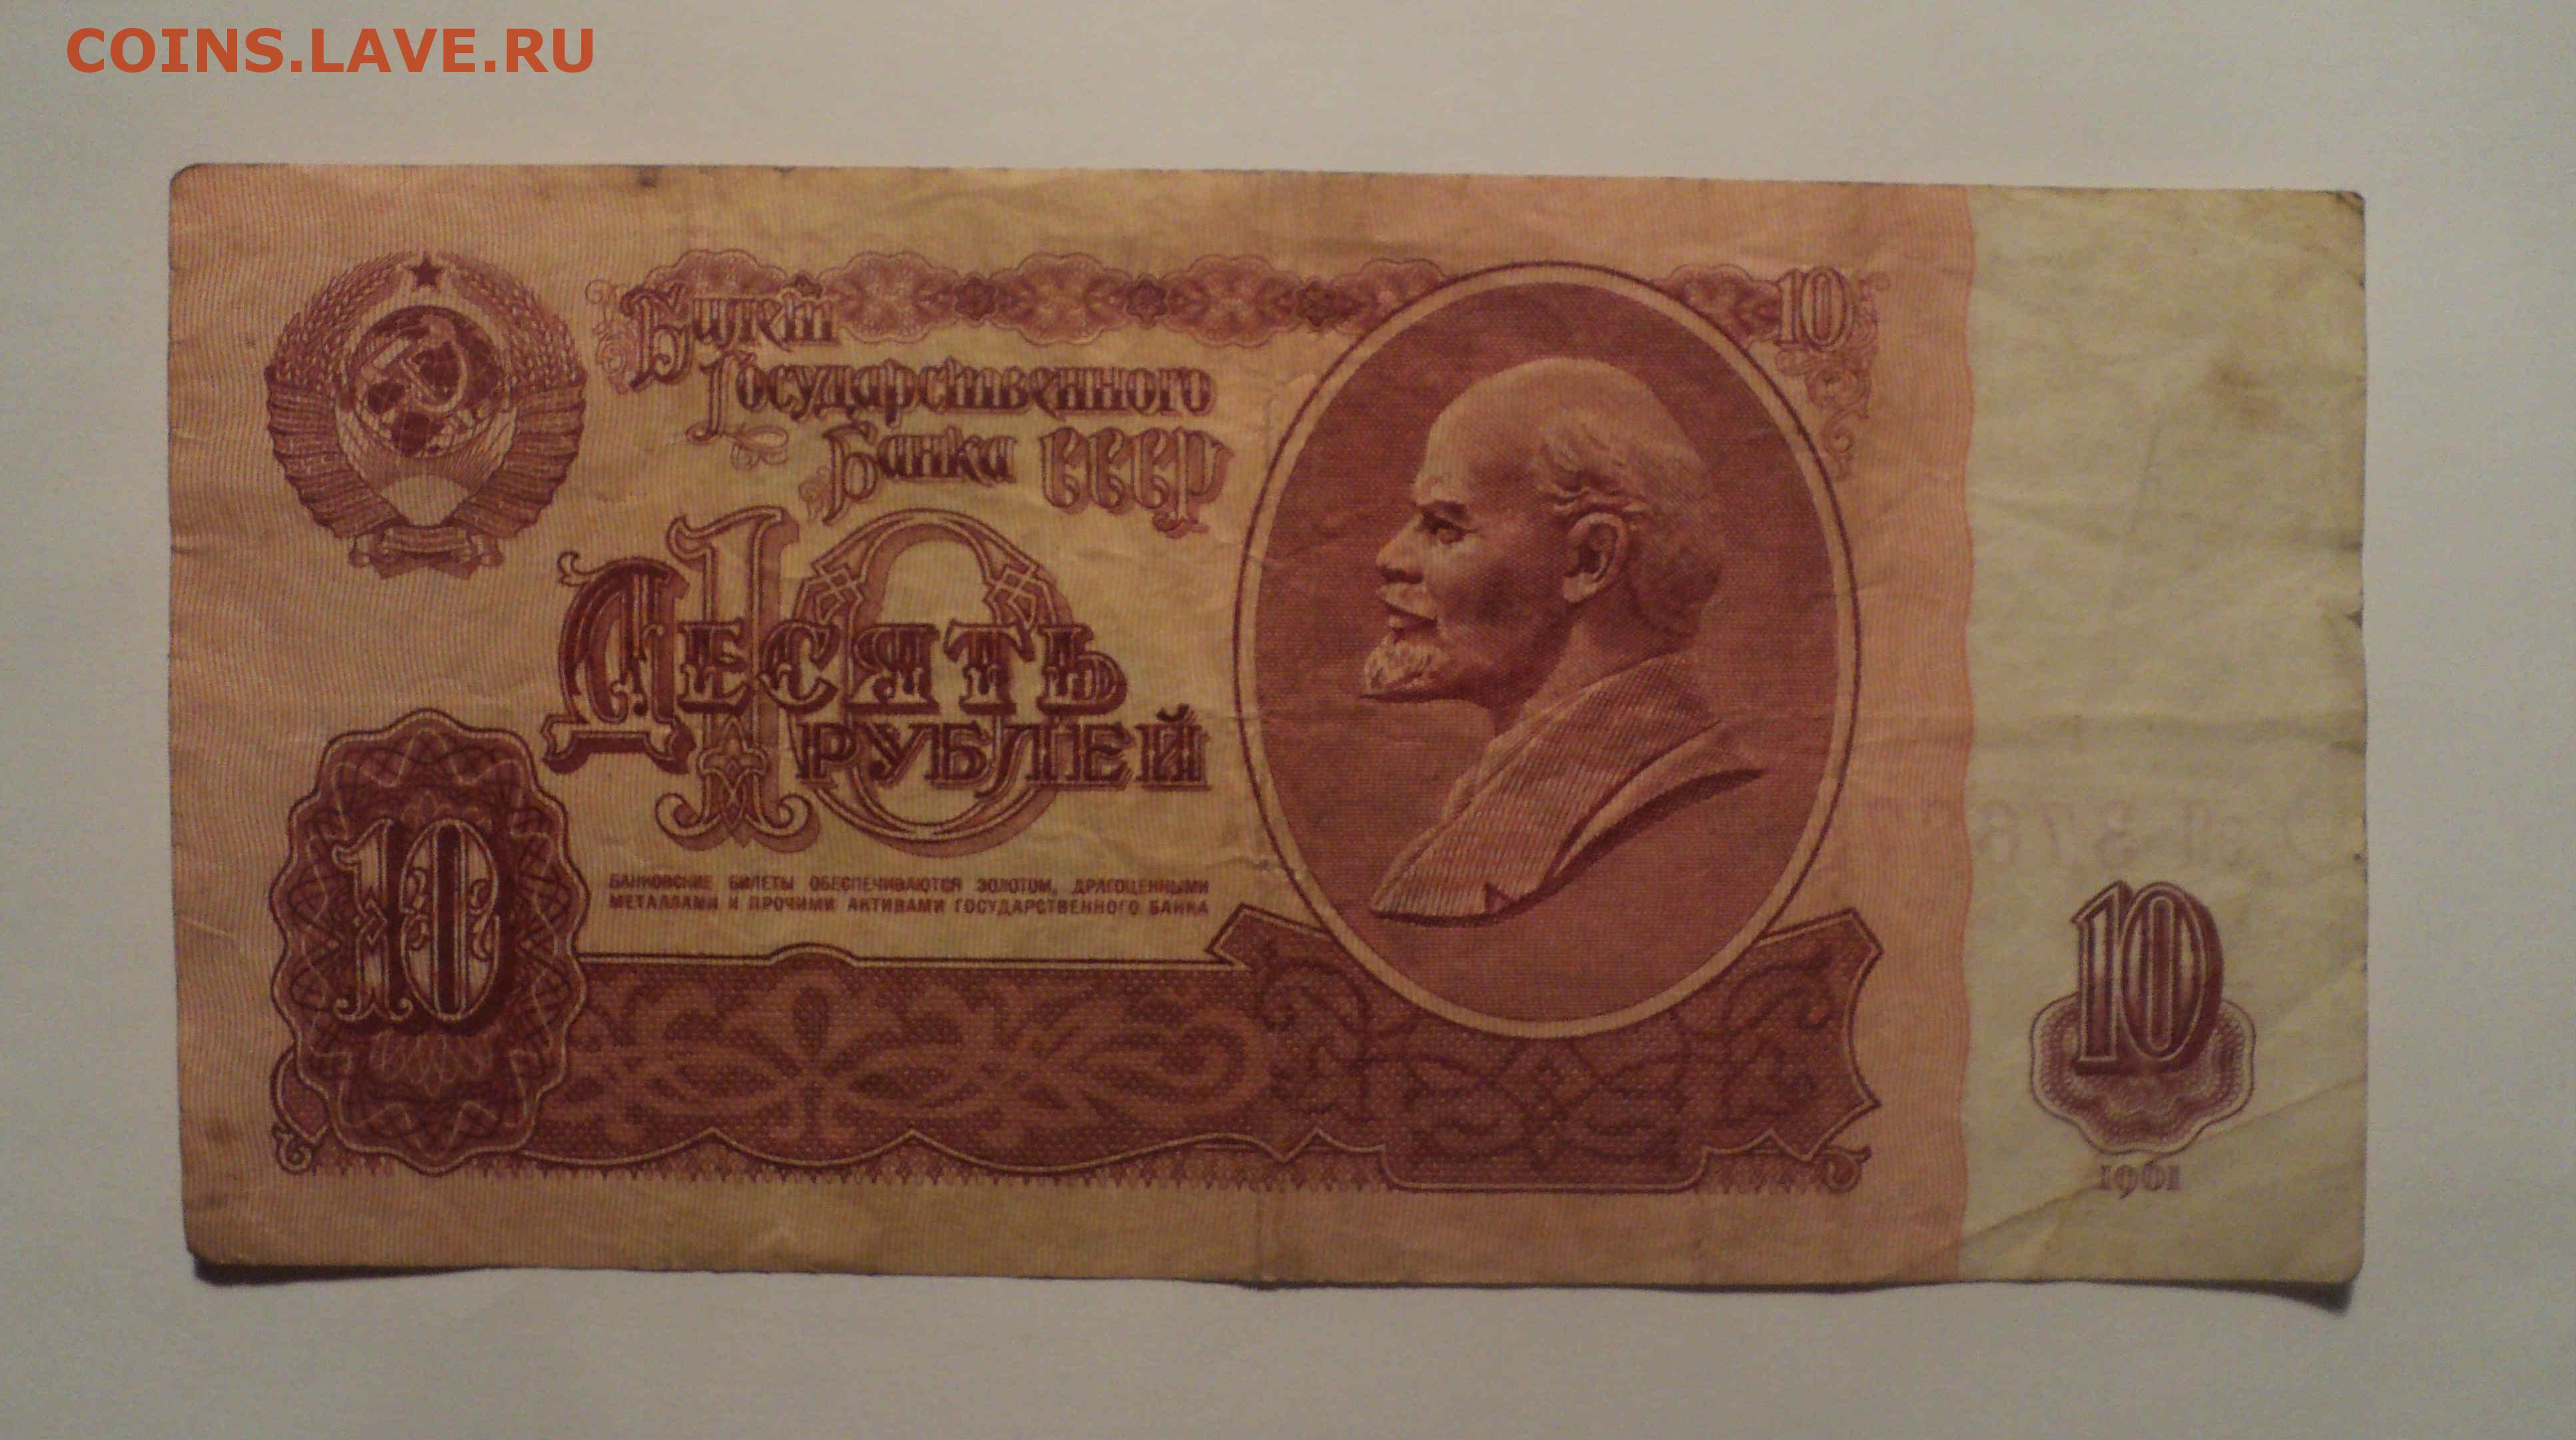 COINS.LAVE.RU
Билет
Государственного
Банка СССР
10
10
ДЕСЯТЬ
РУБЛЕЙ
10
БАНКОВСКИЕ БИЛЕТЫ ОБЕСПЕЧИВАЮТСЯ ЗОЛОТОМ, ДРАГОЦЕННЫМИ
МЕТАЛЛАМИ И ПРОЧИМИ АКТИВАМИ ГОСУДАРСТВЕННОГО БАНКА
10
1961